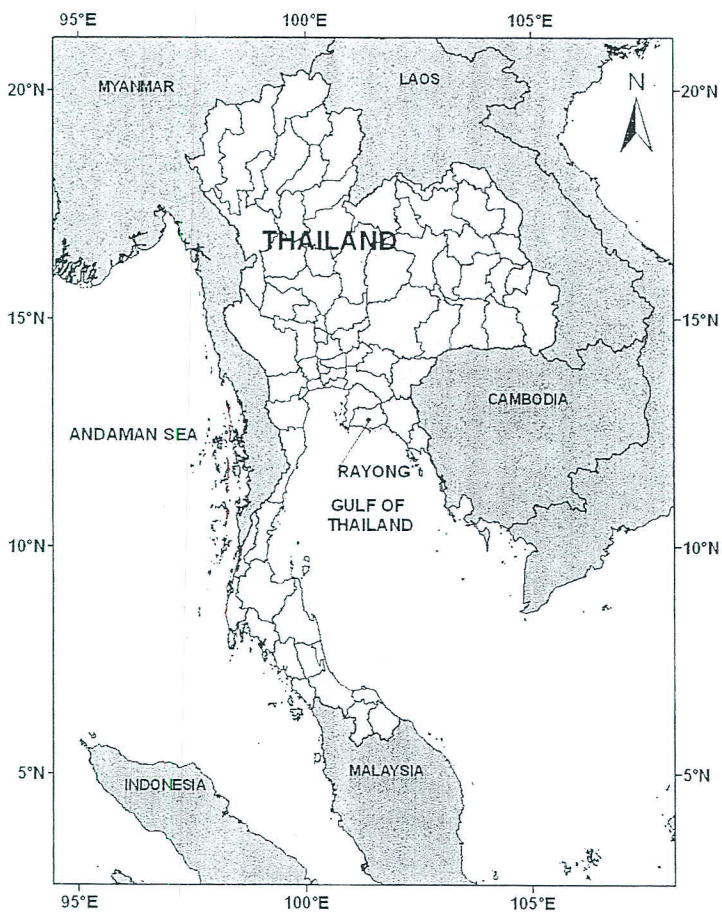 95°E 100°E 105°E
20°N 20°N
MYANMAR
LAOS
N
THAILAND
15°N 15°N
CAMBODIA
ANDAMAN SEA
RAYONG
GULF OF
THAILAND
10°N 10°N
5°N 5°N
INDONESIA
MALAYSIA
95°E 100°E 105°E